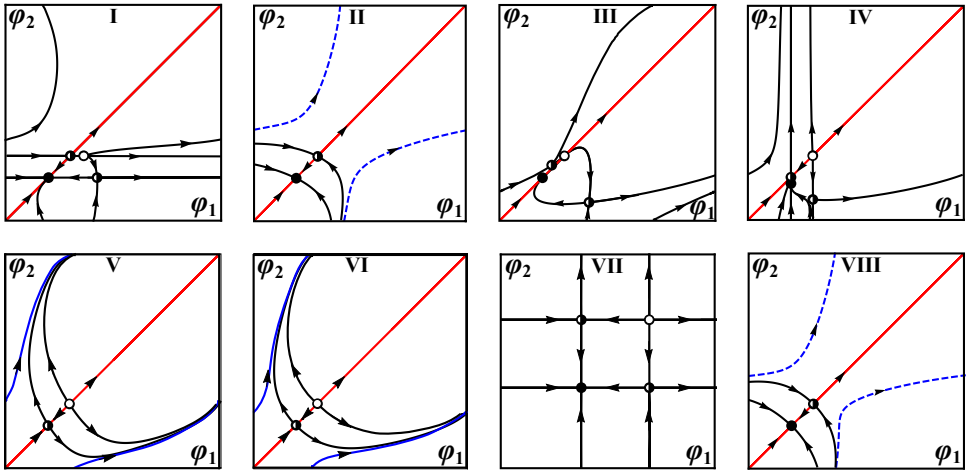 φ₂ I φ₁
φ₂ II φ₁
φ₂ III φ₁
φ₂ IV φ₁
φ₂ V φ₁
φ₂ VI φ₁
φ₂ VII φ₁
φ₂ VIII φ₁